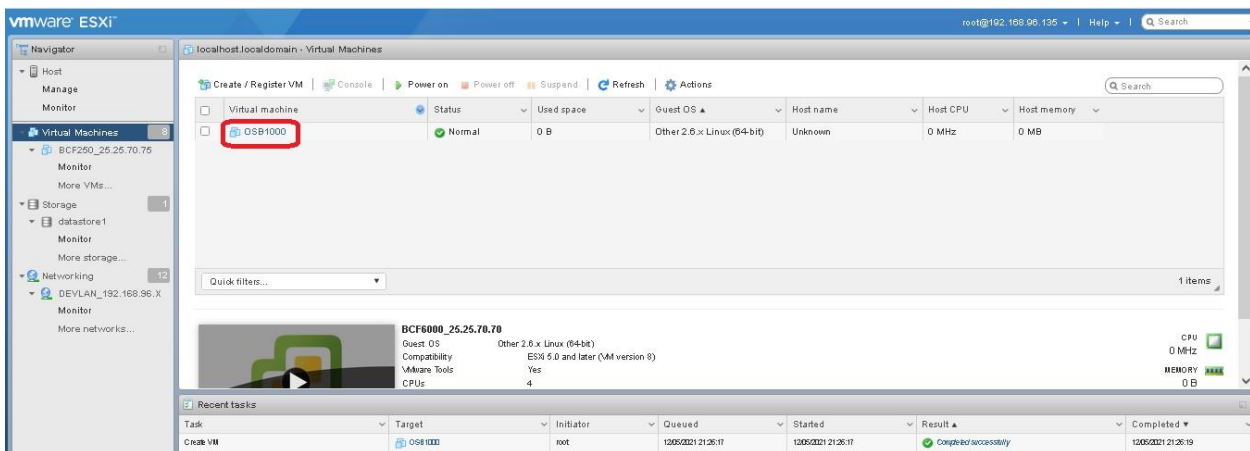 vmware ESXi™
root@192.168.96.135 | Help | Search
Navigator
localhost.localdomain - Virtual Machines
Host
Manage
Monitor
Virtual Machines 8
BCF250_25.25.70.75
Monitor
More VMs...
Storage 1
datastore1
Monitor
More storage...
Networking 12
DEVLAN_192.168.96.X
Monitor
More networks...
Create / Register VM | Console | Power on Power off Suspend | Refresh | Actions
Search
Virtual machine Status Used space Guest OS Host name Host CPU Host memory
OSB1000 Normal 0 B Other 2.6.x Linux (64-bit) Unknown 0 MHz 0 MB
Quick filters... 1 items
BCF6000_25.25.70.70
Guest OS Other 2.6.x Linux (64-bit)
Compatibility ESXi 5.0 and later (VM version 8)
VMware Tools Yes
CPUs 4
CPU
0 MHz
MEMORY
0 B
Recent tasks
Task Target Initiator Queued Started Result Completed
Create VM OSB1000 root 12/05/2021 21:26:17 12/05/2021 21:26:17 Completed successfully 12/05/2021 21:26:19